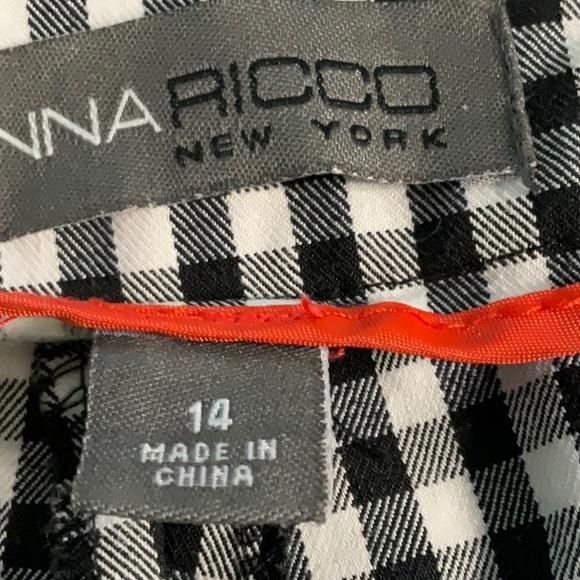 NNA RICCO
NEW YORK
14
MADE IN
CHINA